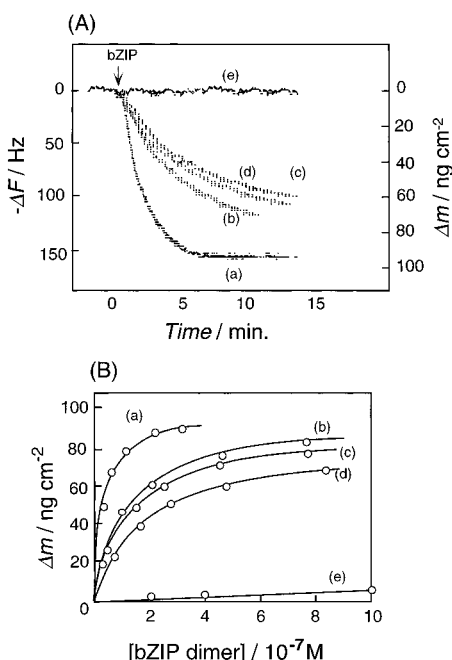 (A)
bZIP
(e)
0
50
100
150
-ΔF / Hz
0
20
40
60
80
100
Δm / ng cm⁻²
(d)
(c)
(b)
(a)
0
5
10
15
Time / min.
(B)
100
80
60
40
20
0
Δm / ng cm⁻²
(a)
(b)
(c)
(d)
(e)
0
2
4
6
8
10
[bZIP dimer] / 10⁻⁷M